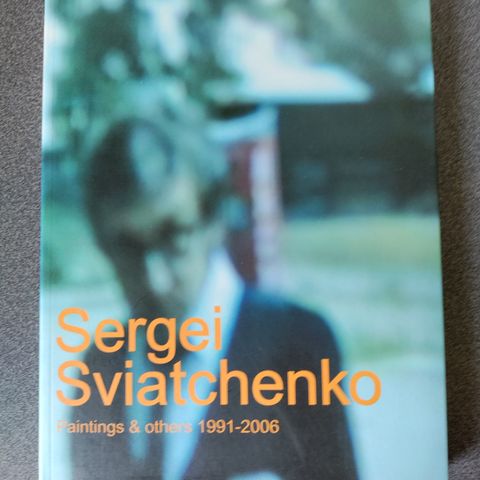 Sergei
Sviatchenko
Paintings & others 1991-2006